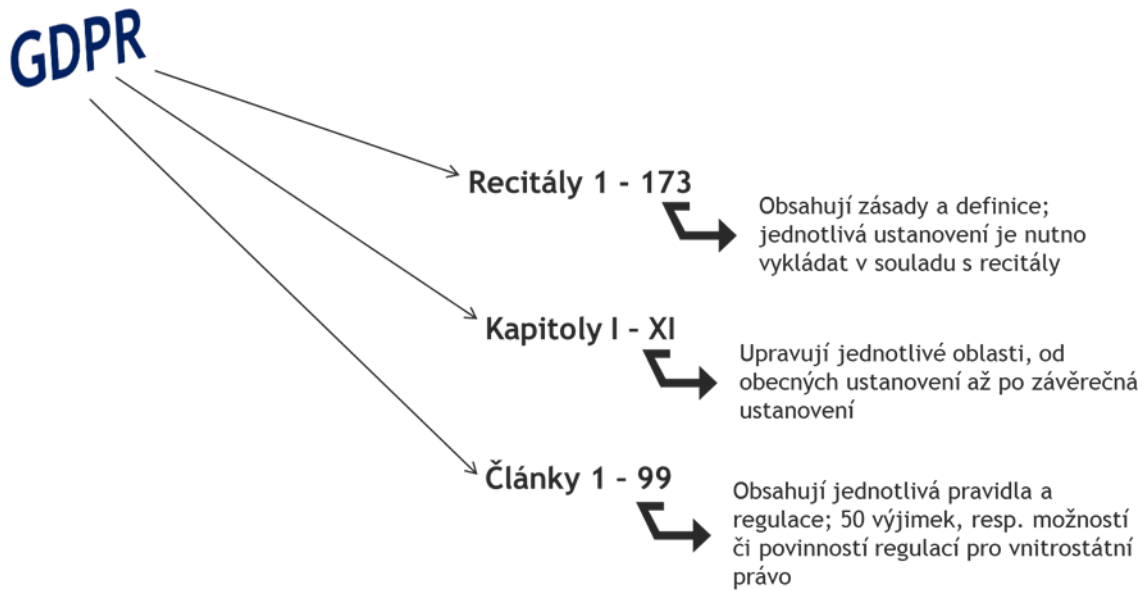 GDPR
Recitály 1 - 173
Obsahují zásady a definice;
jednotlivá ustanovení je nutno
vykládat v souladu s recitály
Kapitoly I – XI
Upravují jednotlivé oblasti, od
obecných ustanovení až po závěrečná
ustanovení
Články 1 – 99
Obsahují jednotlivá pravidla a
regulace; 50 výjimek, resp. možností
či povinností regulací pro vnitrostátní
právo